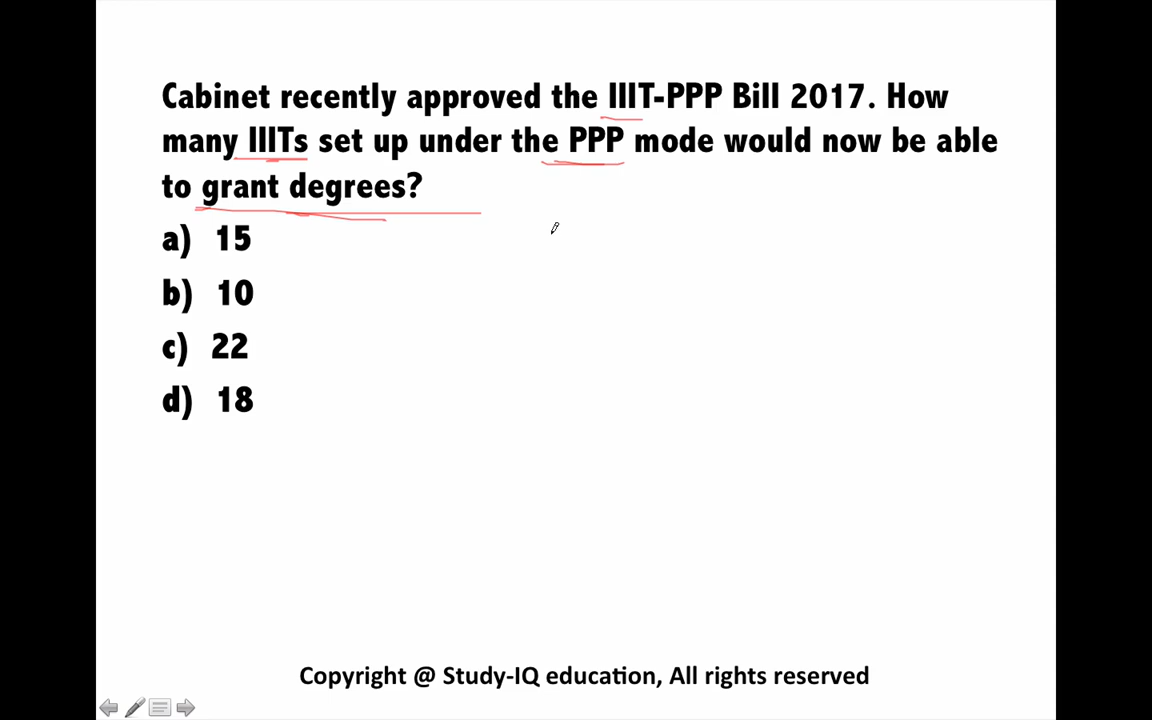 Cabinet recently approved the IIIT-PPP Bill 2017. How
many IIITs set up under the PPP mode would now be able
to grant degrees?
a) 15
b) 10
c) 22
d) 18
Copyright @ Study-IQ education, All rights reserved